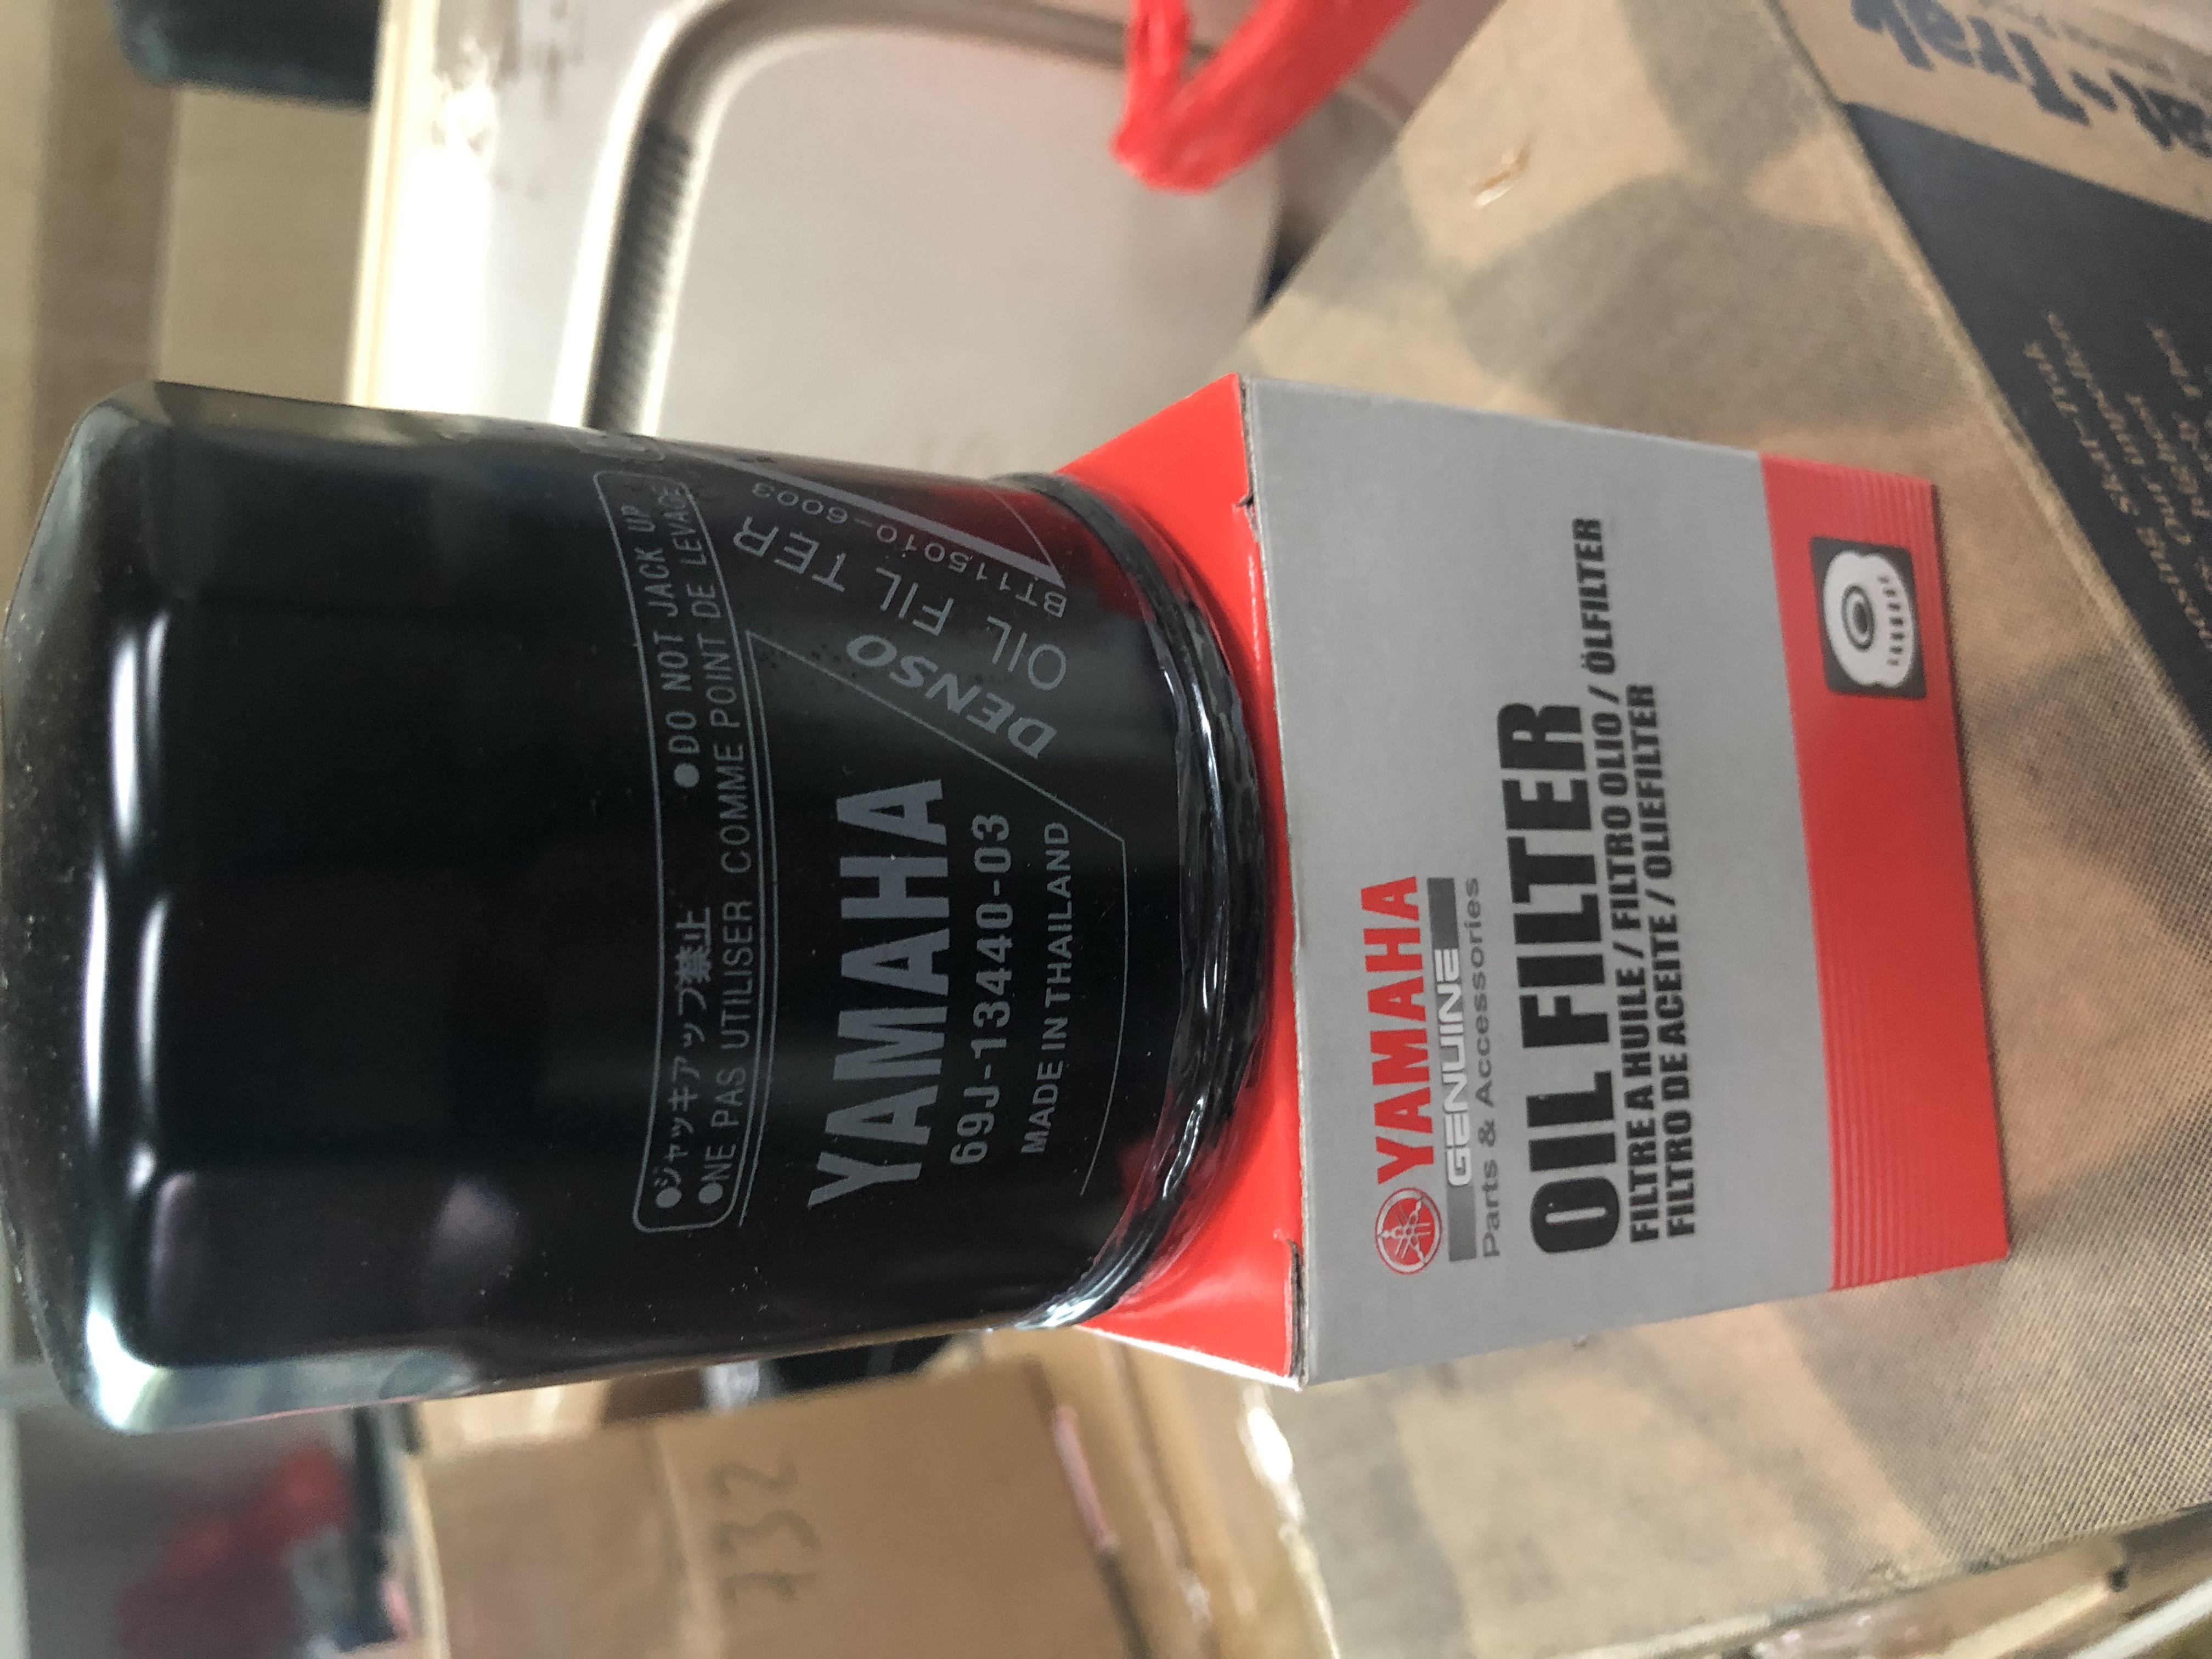 ●ジャッキアップ禁止 ●DO NOT JACK UP
●NE PAS UTILISER COMME POINT DE LEVAGE
YAMAHA
69J-13440-03
MADE IN THAILAND
DENSO
OIL FILTER
BT115010-6003
YAMAHA
GENUINE
Parts & Accessories
OIL FILTER
FILTRE A HUILE / FILTRO OLIO / ÖLFILTER
FILTRO DE ACEITE / OLIEFILTER
732